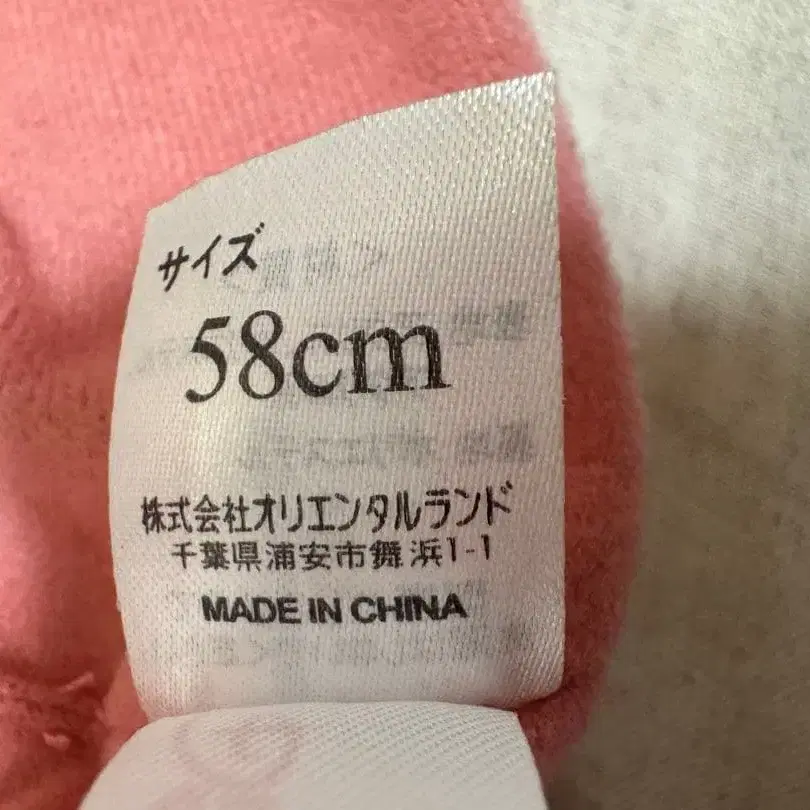 サイズ
58cm
株式会社オリエンタルランド
千葉県浦安市舞浜1-1
MADE IN CHINA